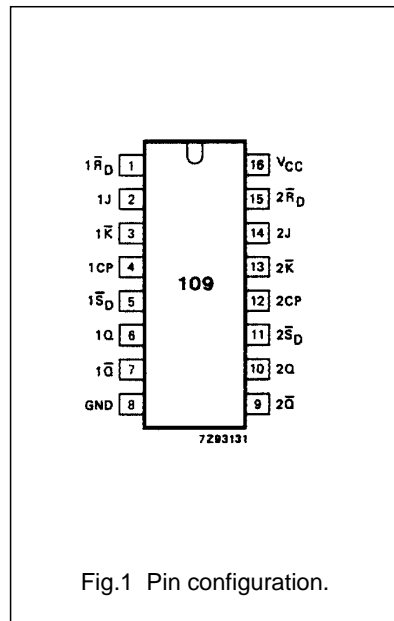 1R̅D 1 16 VCC
1J 2 15 2R̅D
1K̅ 3 14 2J
1CP 4 13 2K̅
109
1S̅D 5 12 2CP
1Q 6 11 2S̅D
1Q̅ 7 10 2Q
GND 8 9 2Q̅
7Z93131
Fig.1 Pin configuration.